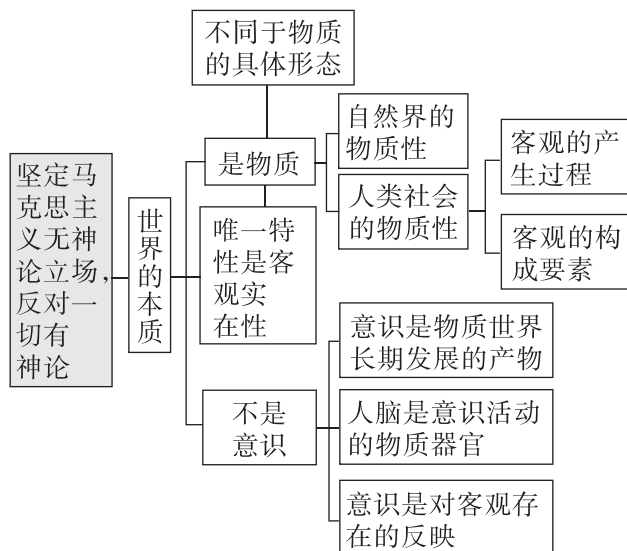 不同于物质
的具体形态
自然界的
物质性
是物质
人类社会
的物质性
客观的产
生过程
客观的构
成要素
坚定马
克思主
义无神
论立场,
反对一
切有
神论
世界的本质
唯一特
性是客
观实
在性
意识是物质世界
长期发展的产物
不是
意识
人脑是意识活动
的物质器官
意识是对客观存
在的反映